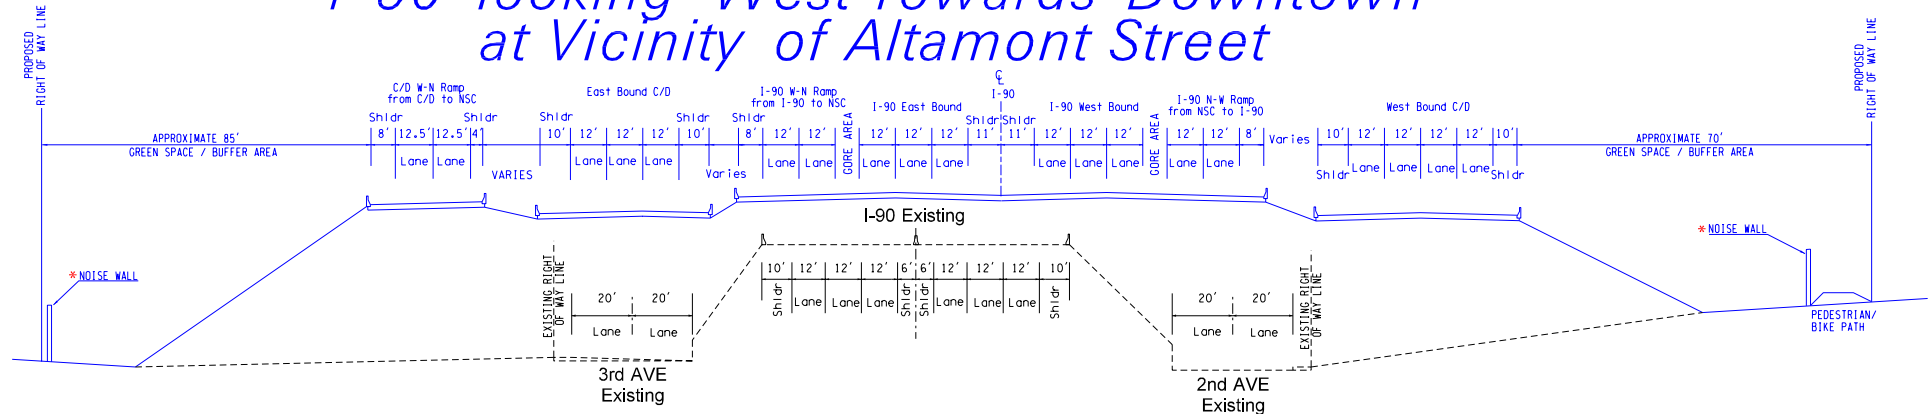 I-90 looking West Towards Downtown
at Vicinity of Altamont Street
PROPOSED
RIGHT OF WAY LINE
APPROXIMATE 85'
GREEN SPACE / BUFFER AREA
C/D W-N Ramp
from C/D to NSC
Shldr Shldr
8' 12.5' 12.5' 4'
Lane Lane
VARIES
East Bound C/D
Shldr Shldr
10' 12' 12' 12' 10'
Lane Lane Lane
Varies
I-90 W-N Ramp
from I-90 to NSC
Shldr
8' 12' 12'
Lane Lane
GORE AREA
I-90 East Bound
12' 12' 12' 11'
Lane Lane Lane
Shldr Shldr
℄
I-90
I-90 West Bound
11' 12' 12' 12'
Lane Lane Lane
GORE AREA
I-90 N-W Ramp
from NSC to I-90
12' 12' 8'
Lane Lane
Varies
West Bound C/D
10' 12' 12' 12' 12' 10'
Shldr Lane Lane Lane Lane Shldr
APPROXIMATE 70'
GREEN SPACE / BUFFER AREA
PROPOSED
RIGHT OF WAY LINE
*NOISE WALL
EXISTING RIGHT
OF WAY LINE
20' 20'
Lane Lane
3rd AVE
Existing
I-90 Existing
10' 12' 12' 12' 6' 6' 12' 12' 12' 10'
Shldr Lane Lane Lane Shldr Shldr Lane Lane Lane Shldr
20' 20'
Lane Lane
EXISTING RIGHT
OF WAY LINE
2nd AVE
Existing
*NOISE WALL
PEDESTRIAN/
BIKE PATH